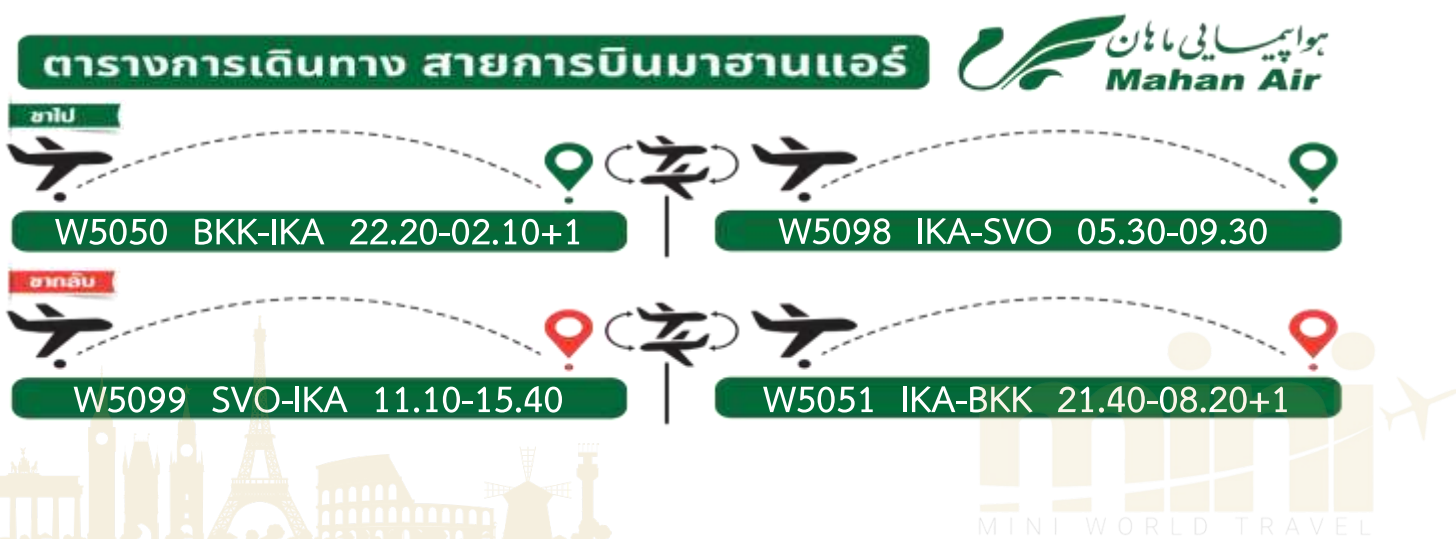 ตารางการเดินทาง สายการบินมาฮานแอร์
هواپیمایی ماهان
Mahan Air
ขาไป
W5050 BKK-IKA 22.20-02.10+1
W5098 IKA-SVO 05.30-09.30
ขากลับ
W5099 SVO-IKA 11.10-15.40
W5051 IKA-BKK 21.40-08.20+1
mini
MINI WORLD TRAVEL